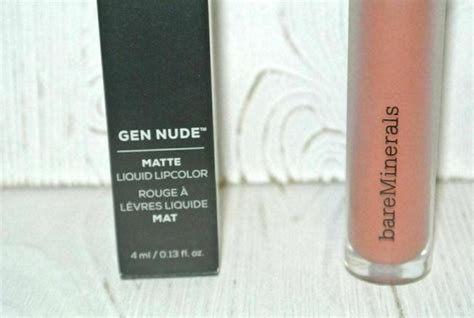 GEN NUDE™
MATTE
LIQUID LIPCOLOR
ROUGE À
LÈVRES LIQUIDE
MAT
4 ml / 0.13 fl. oz.
bareMinerals